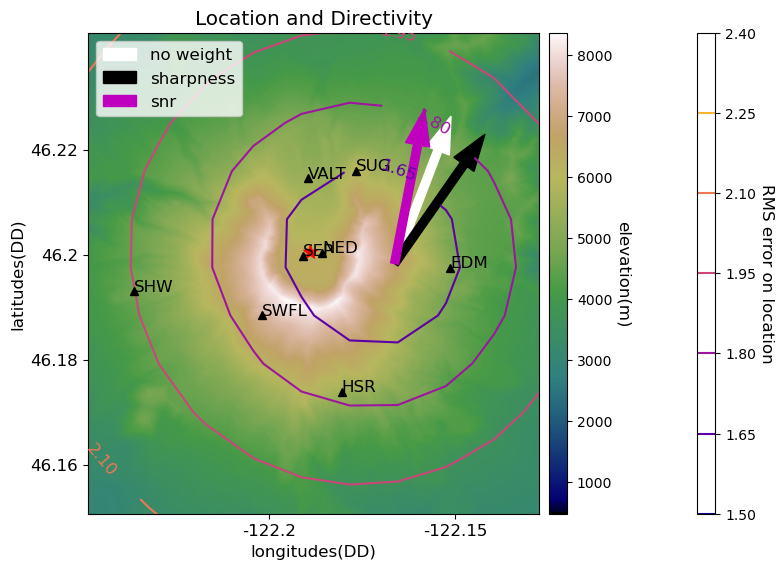 Location and Directivity
no weight
sharpness
snr
46.22
46.2
46.18
46.16
latitudes(DD)
-122.2
-122.15
longitudes(DD)
VALT
SUG
NED
EDM
SHW
SWFL
HSR
1.65
80
2.10
8000
7000
6000
5000
4000
3000
2000
1000
elevation(m)
2.40
2.25
2.10
1.95
1.80
1.65
1.50
RMS error on location